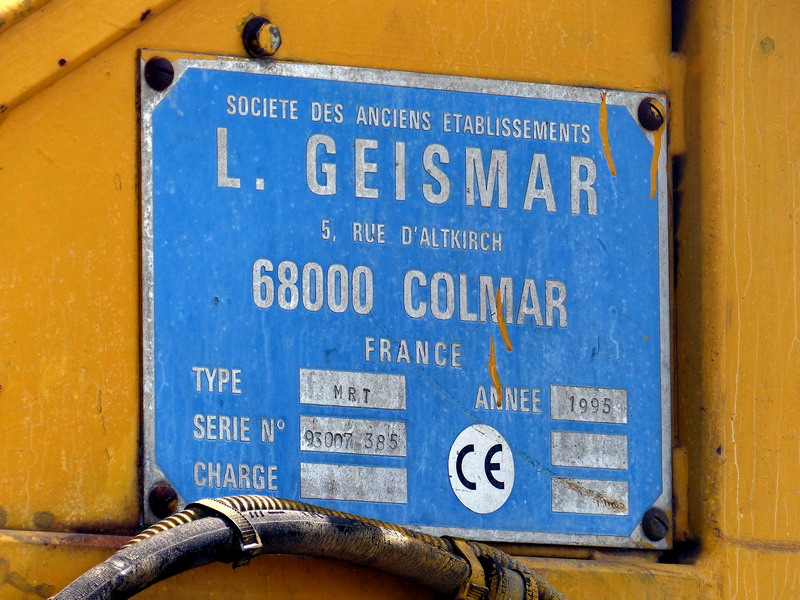 SOCIETE DES ANCIENS ETABLISSEMENTS
L. GEISMAR
5, RUE D'ALTKIRCH
68000 COLMAR
FRANCE
TYPE MRT ANNEE 1995
SERIE N° 93007 385
CHARGE CE